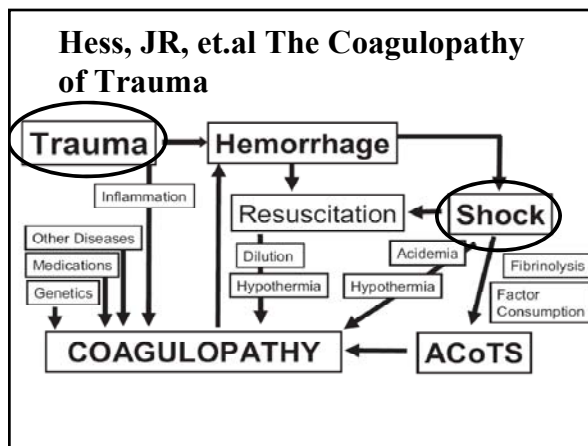 Hess, JR, et.al The Coagulopathy
of Trauma
Trauma
Hemorrhage
Inflammation
Resuscitation
Shock
Other Diseases
Medications
Genetics
Dilution
Hypothermia
Acidemia
Hypothermia
Fibrinolysis
Factor
Consumption
COAGULOPATHY
ACoTS